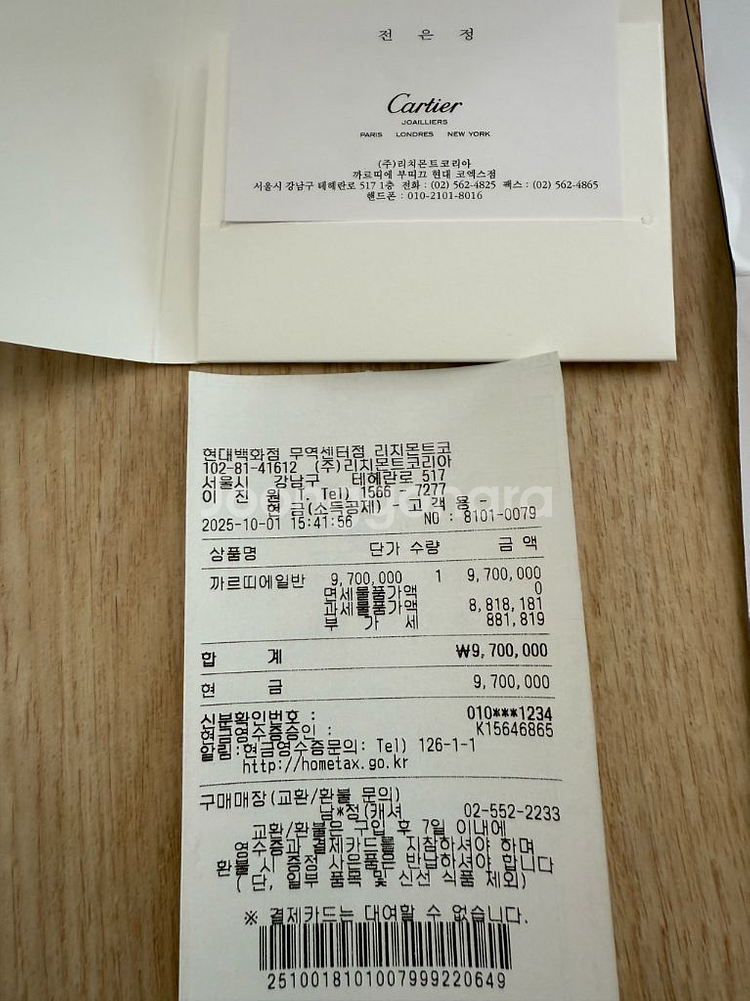 전 은 정
Cartier
JOAILLIERS
PARIS LONDRES NEW YORK
(주)리치몬트코리아
까르띠에 부띠끄 현대 코엑스점
서울시 강남구 테헤란로 517 1층 전화 : (02) 562-4825 팩스 : (02) 562-4865
핸드폰 : 010-2101-8016
현대백화점 무역센터점 리치몬트코
102-81-41612 (주)리치몬트코리아
서울시 강남구 테헤란로 517
이 진 원 Tel) 1566 - 7277
현 금(소득공제) - 고 객 용 -
2025-10-01 15:41:56 NO : 8101-0079
Joonggonara
상품명 단가 수량 금 액
까르띠에일반 9,700,000 1 9,700,000
면세물품가액 0
과세물품가액 8,818,181
부 가 세 881,819
합 계 ₩9,700,000
현 금 9,700,000
신분확인번호 : 010***1234
현금영수증승인 : K15646865
알림:현금영수증문의: Tel) 126-1-1
http://hometax.go.kr
구매매장(교환/환불 문의)
남*정(캐셔 02-552-2233
교환/환불은 구입 후 7일 이내에
영수증과 결제카드를 지참하셔야 하며
환불 시 증정 사은품은 반납하셔야 합니다
( 단, 일부 품목 및 신선 식품 제외)
※ 결제카드는 대여할 수 없습니다.
2510018101007999220649